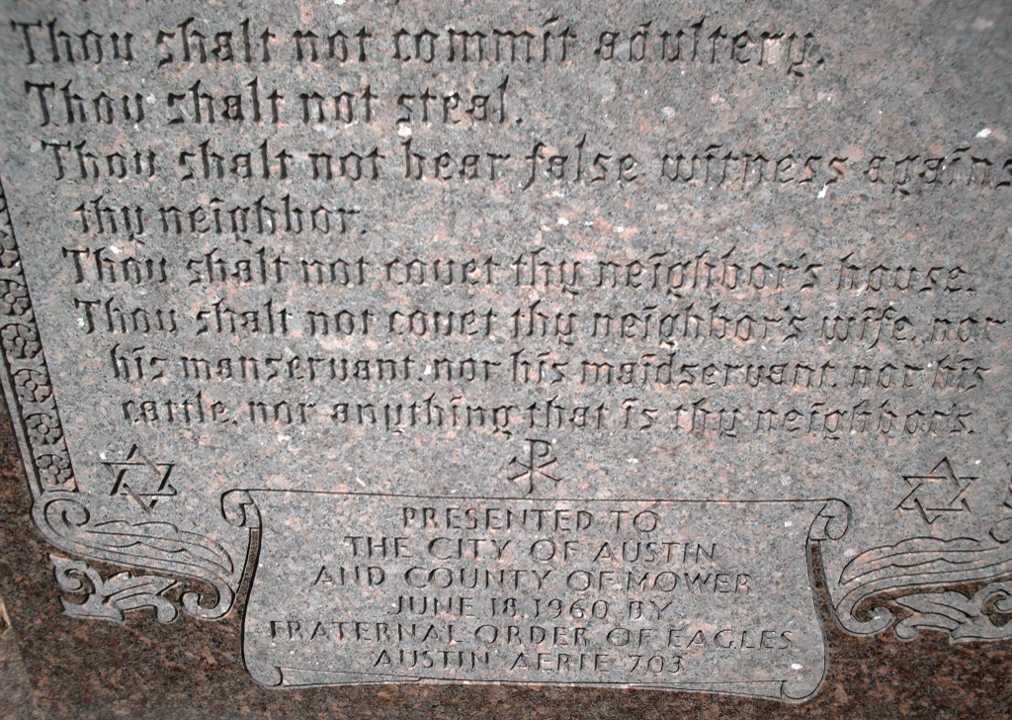 Thou shalt not commit adultery.
Thou shalt not steal.
Thou shalt not bear false witness agains
thy neighbor.
Thou shalt not covet thy neighbor's house.
Thou shalt not covet thy neighbor's wife, nor
his manservant, nor his maidservant, nor his
cattle, nor anything that is thy neighbor's.
PRESENTED TO
THE CITY OF AUSTIN
AND COUNTY OF MOWER
JUNE 18, 1960 BY
FRATERNAL ORDER OF EAGLES
AUSTIN AERIE 703